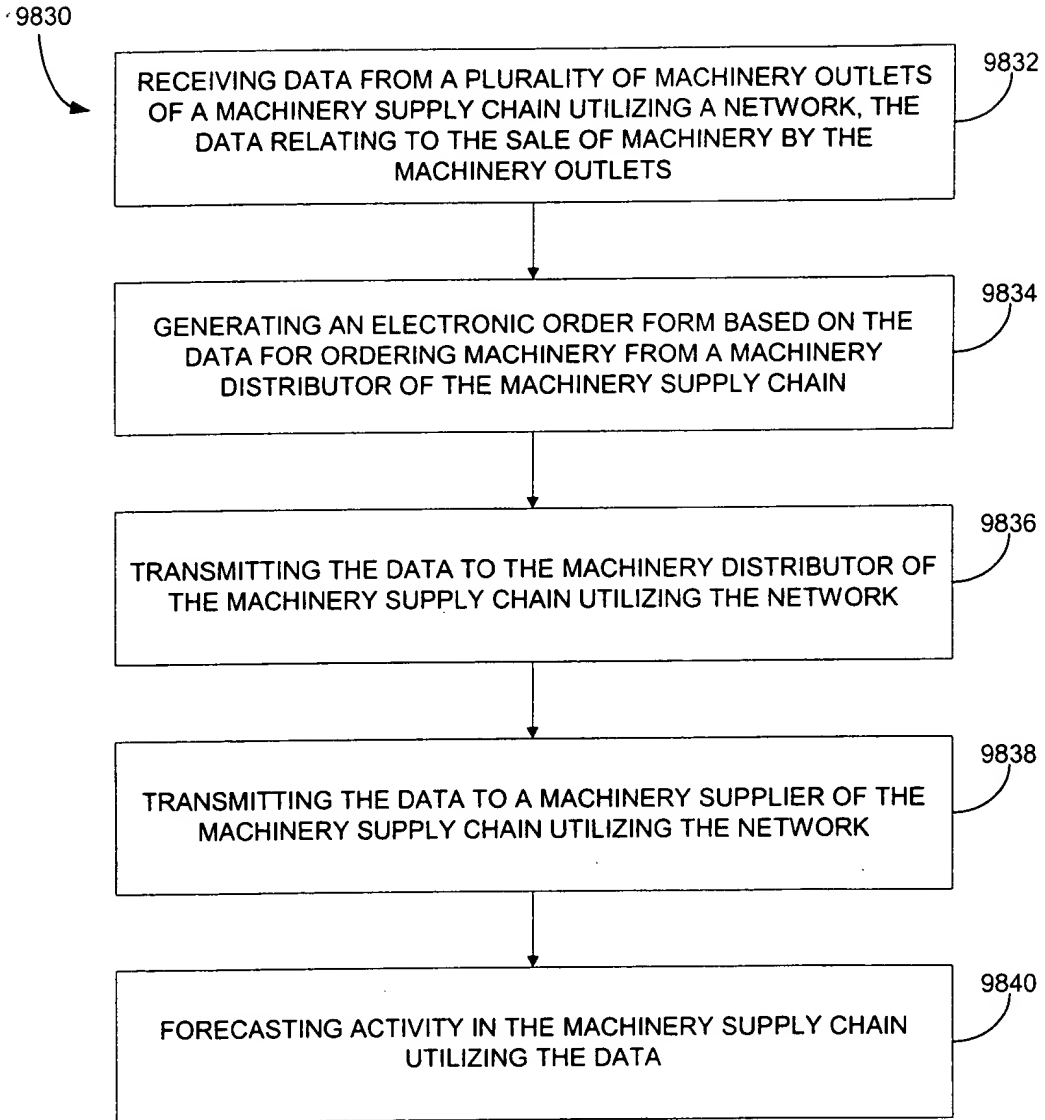 9830
RECEIVING DATA FROM A PLURALITY OF MACHINERY OUTLETS
OF A MACHINERY SUPPLY CHAIN UTILIZING A NETWORK, THE
DATA RELATING TO THE SALE OF MACHINERY BY THE
MACHINERY OUTLETS
9832
GENERATING AN ELECTRONIC ORDER FORM BASED ON THE
DATA FOR ORDERING MACHINERY FROM A MACHINERY
DISTRIBUTOR OF THE MACHINERY SUPPLY CHAIN
9834
TRANSMITTING THE DATA TO THE MACHINERY DISTRIBUTOR OF
THE MACHINERY SUPPLY CHAIN UTILIZING THE NETWORK
9836
TRANSMITTING THE DATA TO A MACHINERY SUPPLIER OF THE
MACHINERY SUPPLY CHAIN UTILIZING THE NETWORK
9838
FORECASTING ACTIVITY IN THE MACHINERY SUPPLY CHAIN
UTILIZING THE DATA
9840